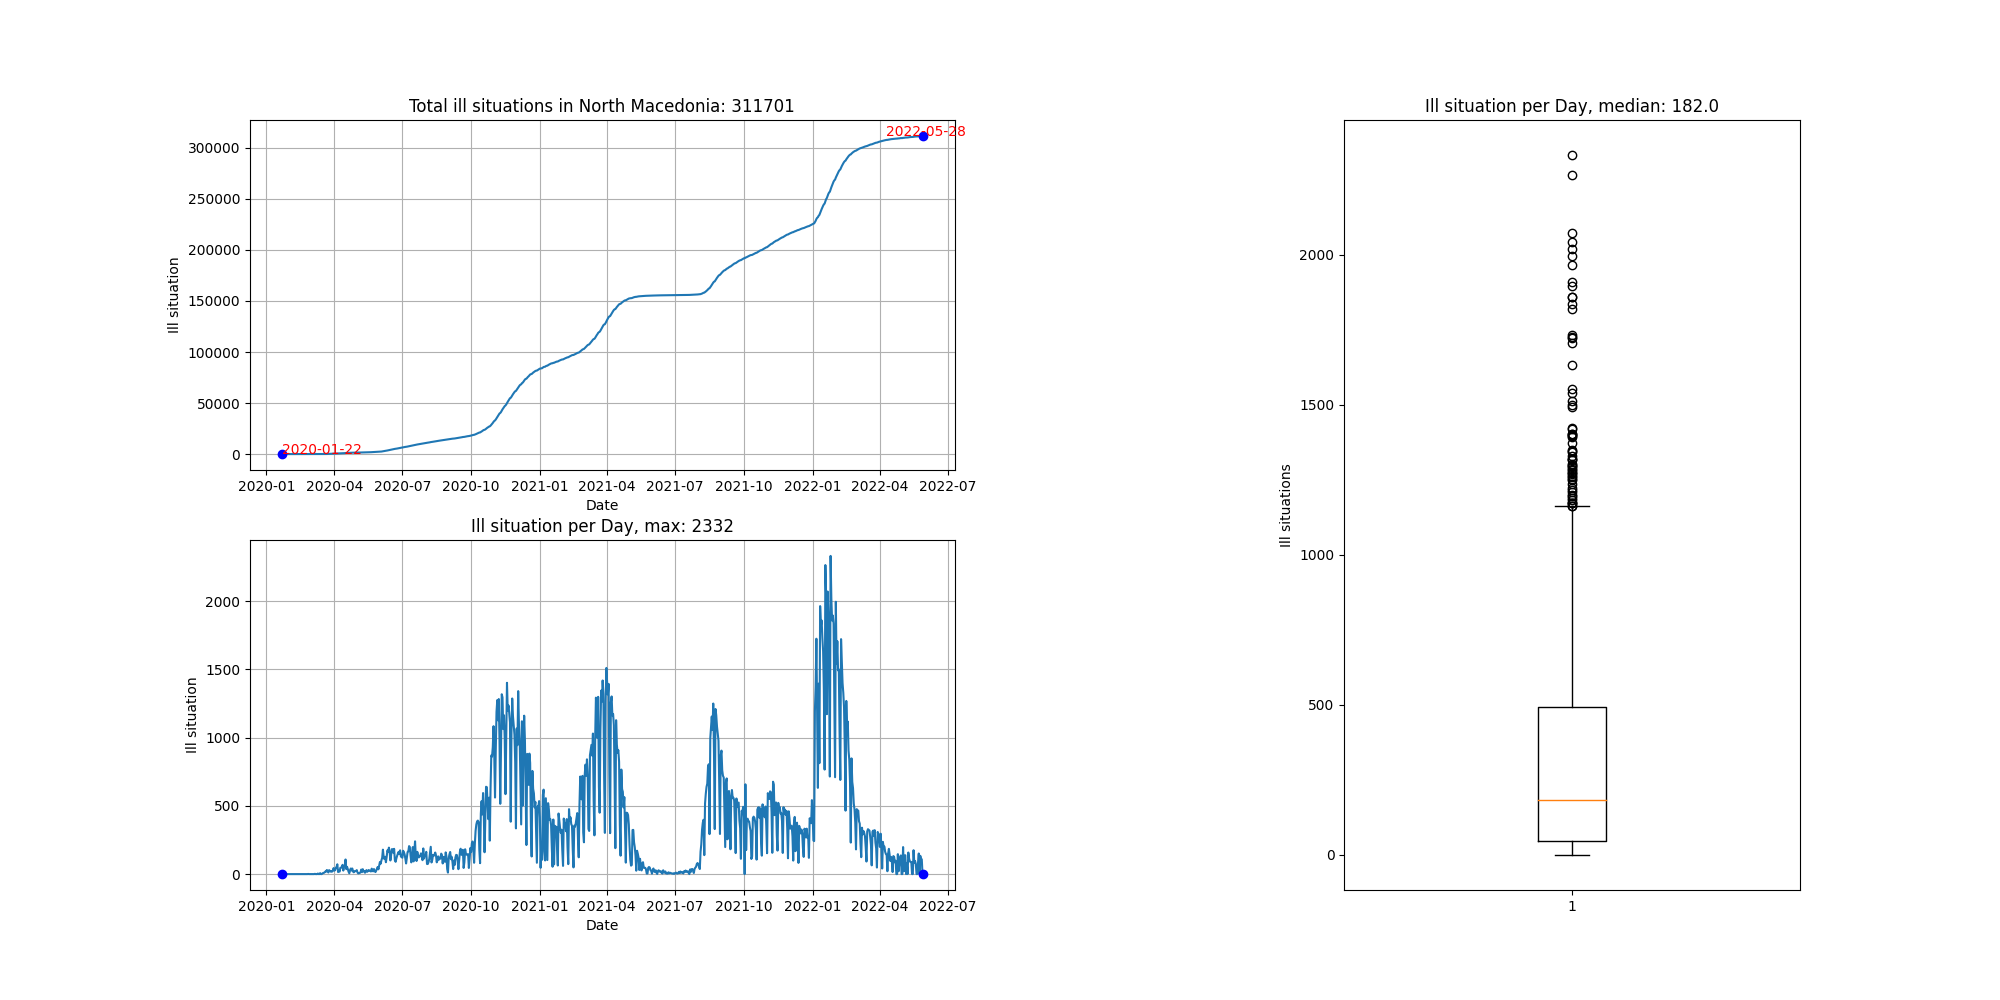 Total ill situations in North Macedonia: 311701
Ill situation
300000
250000
200000
150000
100000
50000
0
2020-01-22
2022-05-28
2020-01 2020-04 2020-07 2020-10 2021-01 2021-04 2021-07 2021-10 2022-01 2022-04 2022-07
Date
Ill situation per Day, max: 2332
Ill situation
2000
1500
1000
500
0
2020-01 2020-04 2020-07 2020-10 2021-01 2021-04 2021-07 2021-10 2022-01 2022-04 2022-07
Date
Ill situation per Day, median: 182.0
Ill situations
2000
1500
1000
500
0
1